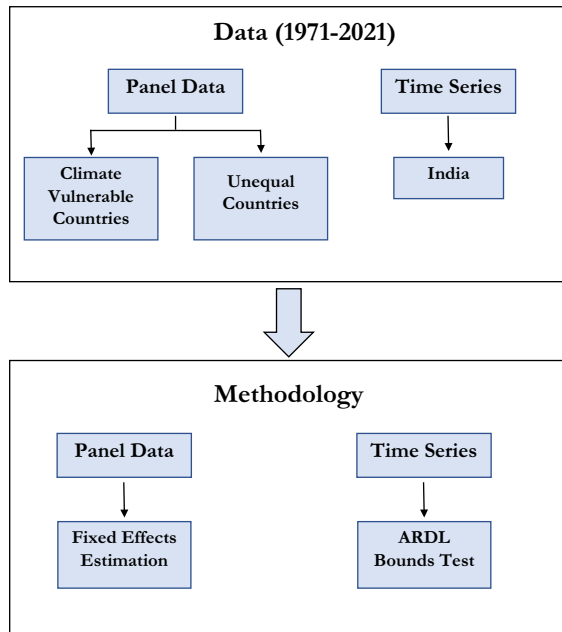 Data (1971-2021)
Panel Data
Time Series
Climate
Vulnerable
Countries
Unequal
Countries
India
Methodology
Panel Data
Time Series
Fixed Effects
Estimation
ARDL
Bounds Test